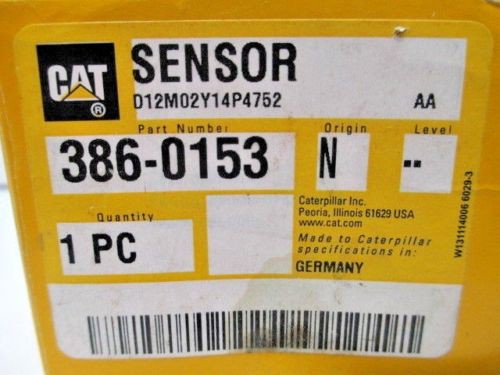 CAT
®
SENSOR
D12M02Y14P4752 AA
Part Number Origin Level
386-0153 N --
Caterpillar Inc.
Peoria, Illinois 61629 USA
www.cat.com
Quantity
1 PC
Made to Caterpillar
specifications in:
GERMANY
W131114006 6029-3